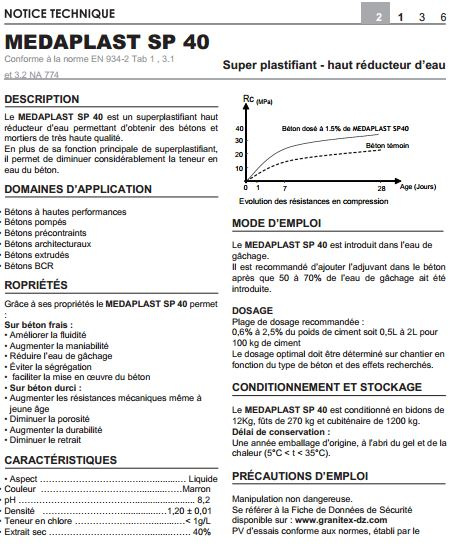 NOTICE TECHNIQUE
2 1 3 6
MEDAPLAST SP 40
Conforme à la norme EN 934-2 Tab 1 , 3.1
et 3.2 NA 774
Super plastifiant - haut réducteur d'eau
DESCRIPTION
Le MEDAPLAST SP 40 est un superplastifiant haut
réducteur d'eau permettant d'obtenir des bétons et
mortiers de très haute qualité.
En plus de sa fonction principale de superplastifiant,
il permet de diminuer considérablement la teneur en
eau du béton.
DOMAINES D'APPLICATION
Bétons à hautes performances
• Bétons pompés
Bétons précontraints
• Bétons architecturaux
• Bétons extrudés
• Bétons BCR
ROPRIÉTÉS
Grâce à ses propriétés le MEDAPLAST SP 40 permet
:
Sur béton frais :
• Améliorer la fluidité
• Augmenter la maniabilité
• Réduire l'eau de gâchage
• Éviter la ségrégation
• faciliter la mise en œuvre du béton
• Sur béton durci :
• Augmenter les résistances mécaniques même à
jeune âge
• Diminuer la porosité
• Augmenter la durabilité
• Diminuer le retrait
CARACTÉRISTIQUES
• Aspect ................................................ Liquide
• Couleur ................................................Marron
• pH ................................................ 8,2
• Densité ................................................1,20 ± 0,01
• Teneur en chlore ................................................< 1g/L
• Extrait sec ................................................ 40%
Rc (MPa)
40
30
20
10
Béton dosé à 1.5% de MEDAPLAST SP40
Béton témoin
0 1 7 28 Age (Jours)
Evolution des résistances en compression
MODE D'EMPLOI
Le MEDAPLAST SP 40 est introduit dans l'eau de
gâchage.
Il est recommandé d'ajouter l'adjuvant dans le béton
après que 50 à 70% de l'eau de gâchage ait été
introduite.
DOSAGE
Plage de dosage recommandée :
0,6% à 2,5% du poids de ciment soit 0,5L à 2L pour
100 kg de ciment
Le dosage optimal doit être déterminé sur chantier en
fonction du type de béton et des effets recherchés.
CONDITIONNEMENT ET STOCKAGE
Le MEDAPLAST SP 40 est conditionné en bidons de
12Kg, fûts de 270 kg et cubiténaire de 1200 kg.
Délai de conservation :
Une année emballage d'origine, à l'abri du gel et de la
chaleur (5°C < t < 35°C).
PRÉCAUTIONS D'EMPLOI
Manipulation non dangereuse.
Se référer à la Fiche de Données de Sécurité
disponible sur : www.granitex-dz.com
PV d'essais conforme aux normes, établi par le